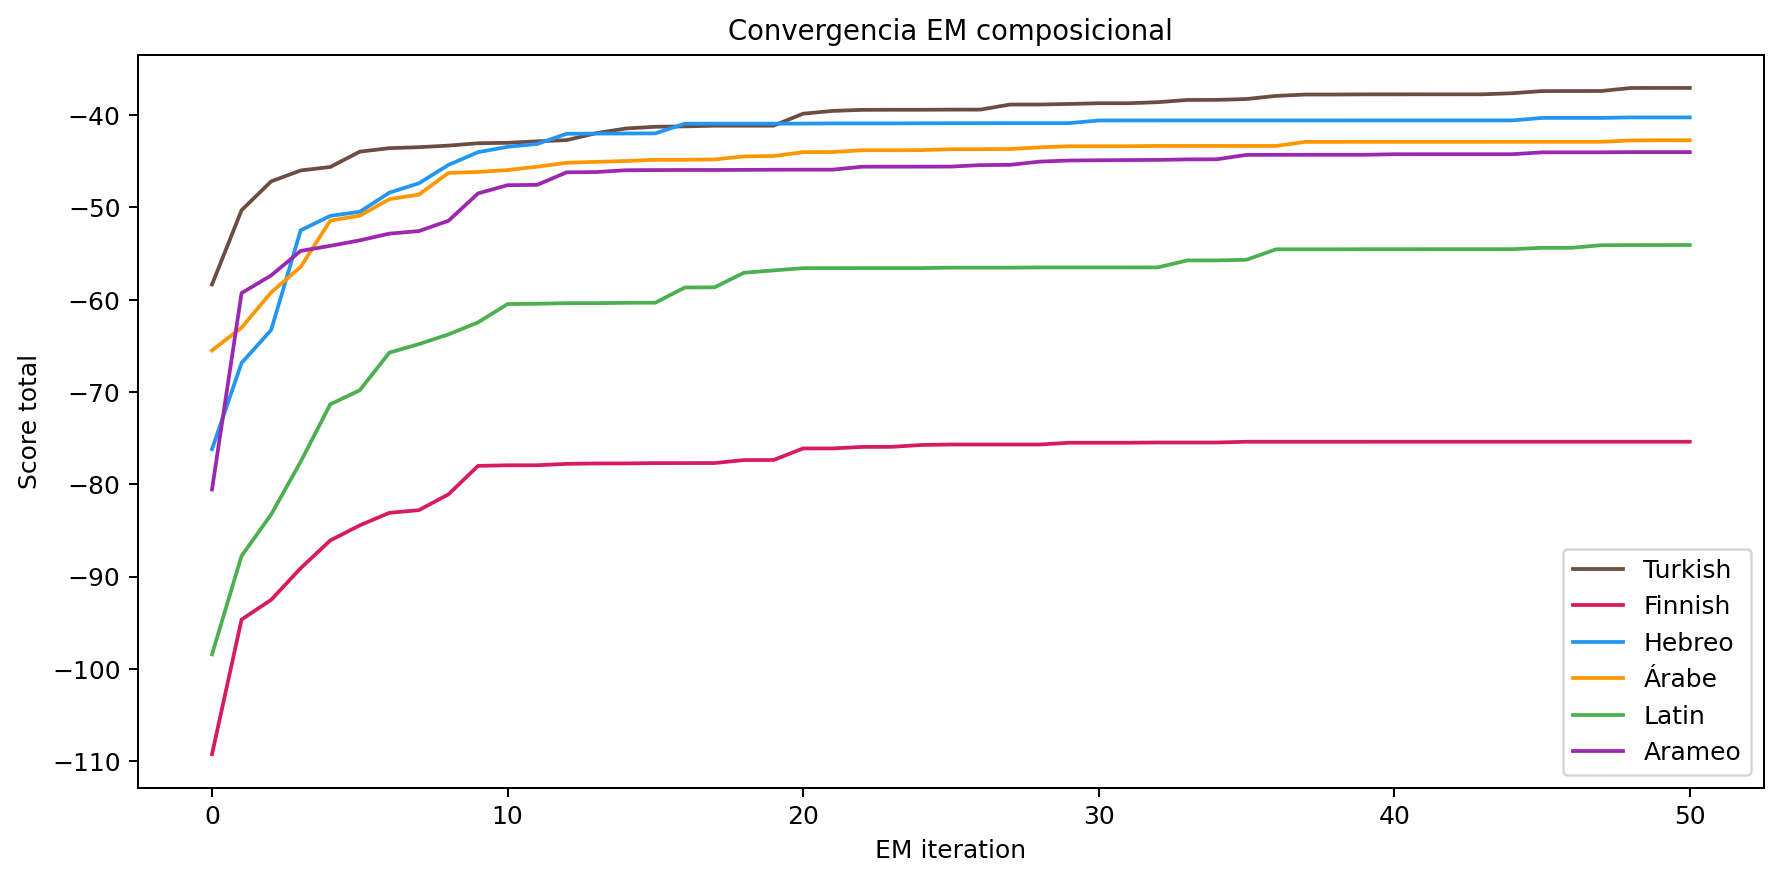 Convergencia EM composicional
Score total
−40
−50
−60
−70
−80
−90
−100
−110
0 10 20 30 40 50
EM iteration
Turkish
Finnish
Hebreo
Árabe
Latin
Arameo